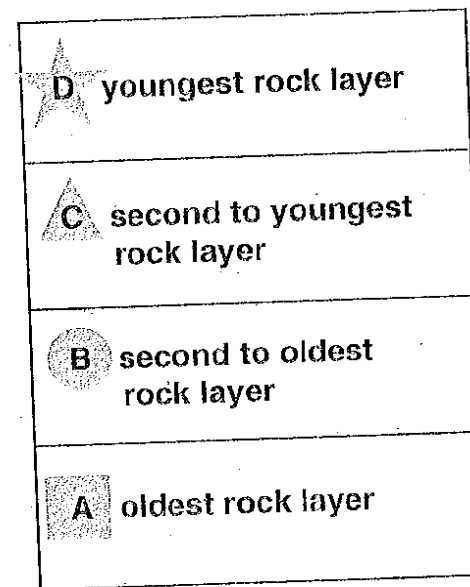 D youngest rock layer
C second to youngest
rock layer
B second to oldest
rock layer
A oldest rock layer